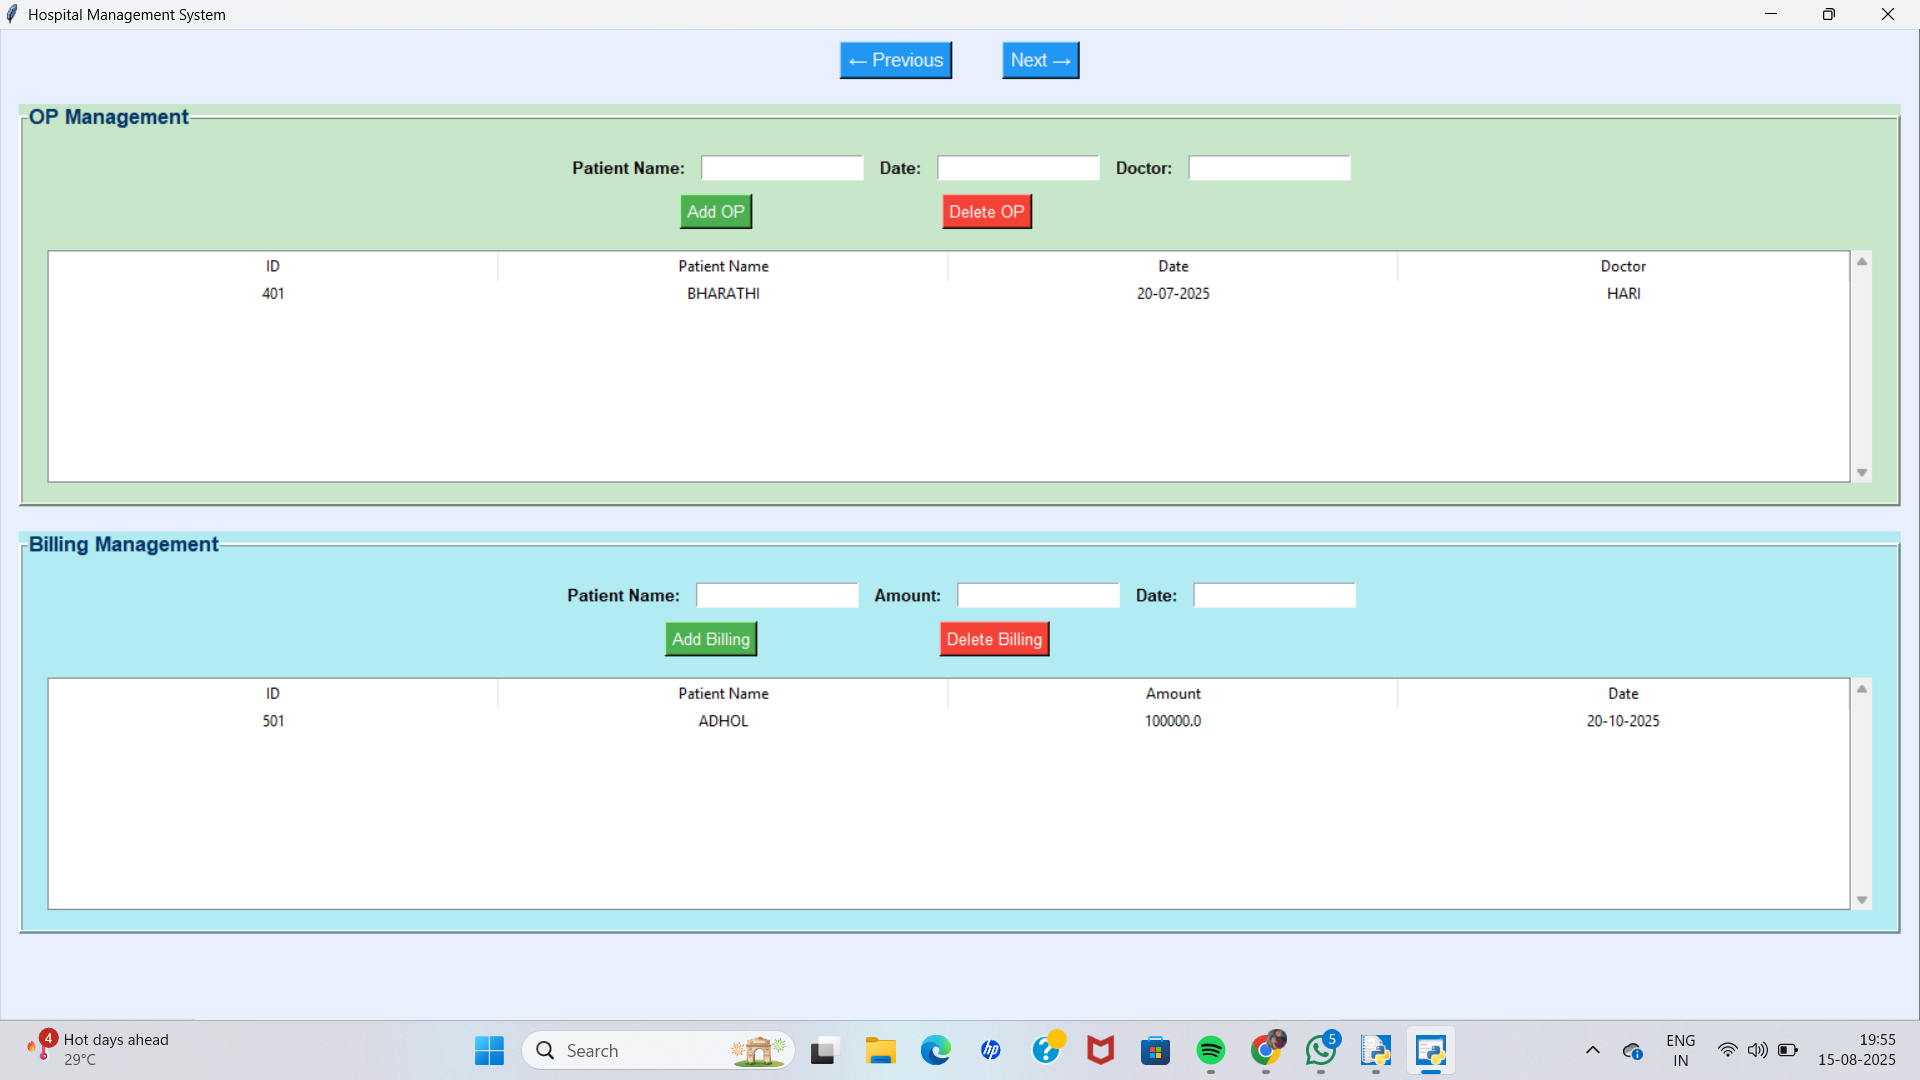 Hospital Management System
← Previous Next →
OP Management
Patient Name: Date: Doctor:
Add OP Delete OP
ID Patient Name Date Doctor
401 BHARATHI 20-07-2025 HARI
Billing Management
Patient Name: Amount: Date:
Add Billing Delete Billing
ID Patient Name Amount Date
501 ADHOL 100000.0 20-10-2025
4 Hot days ahead
29°C
Search
hp
?
5
ENG
IN
19:55
15-08-2025